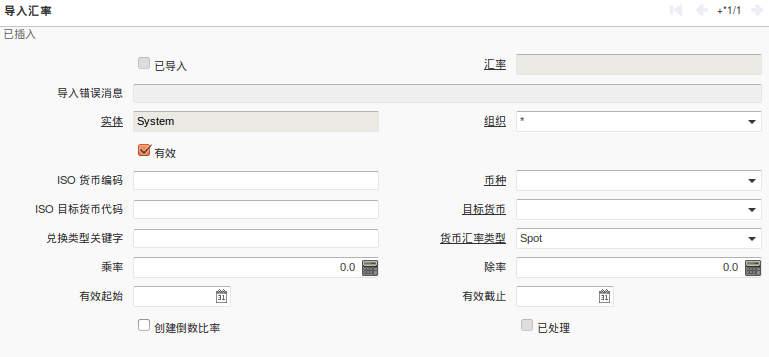 导入汇率 +*1/1
已插入
已导入 汇率
导入错误消息
实体 System 组织 *
有效
ISO 货币编码 币种
ISO 目标货币代码 目标货币
兑换类型关键字 货币汇率类型 Spot
乘率 0.0 除率 0.0
有效起始 31 有效截止 31
创建倒数比率 已处理